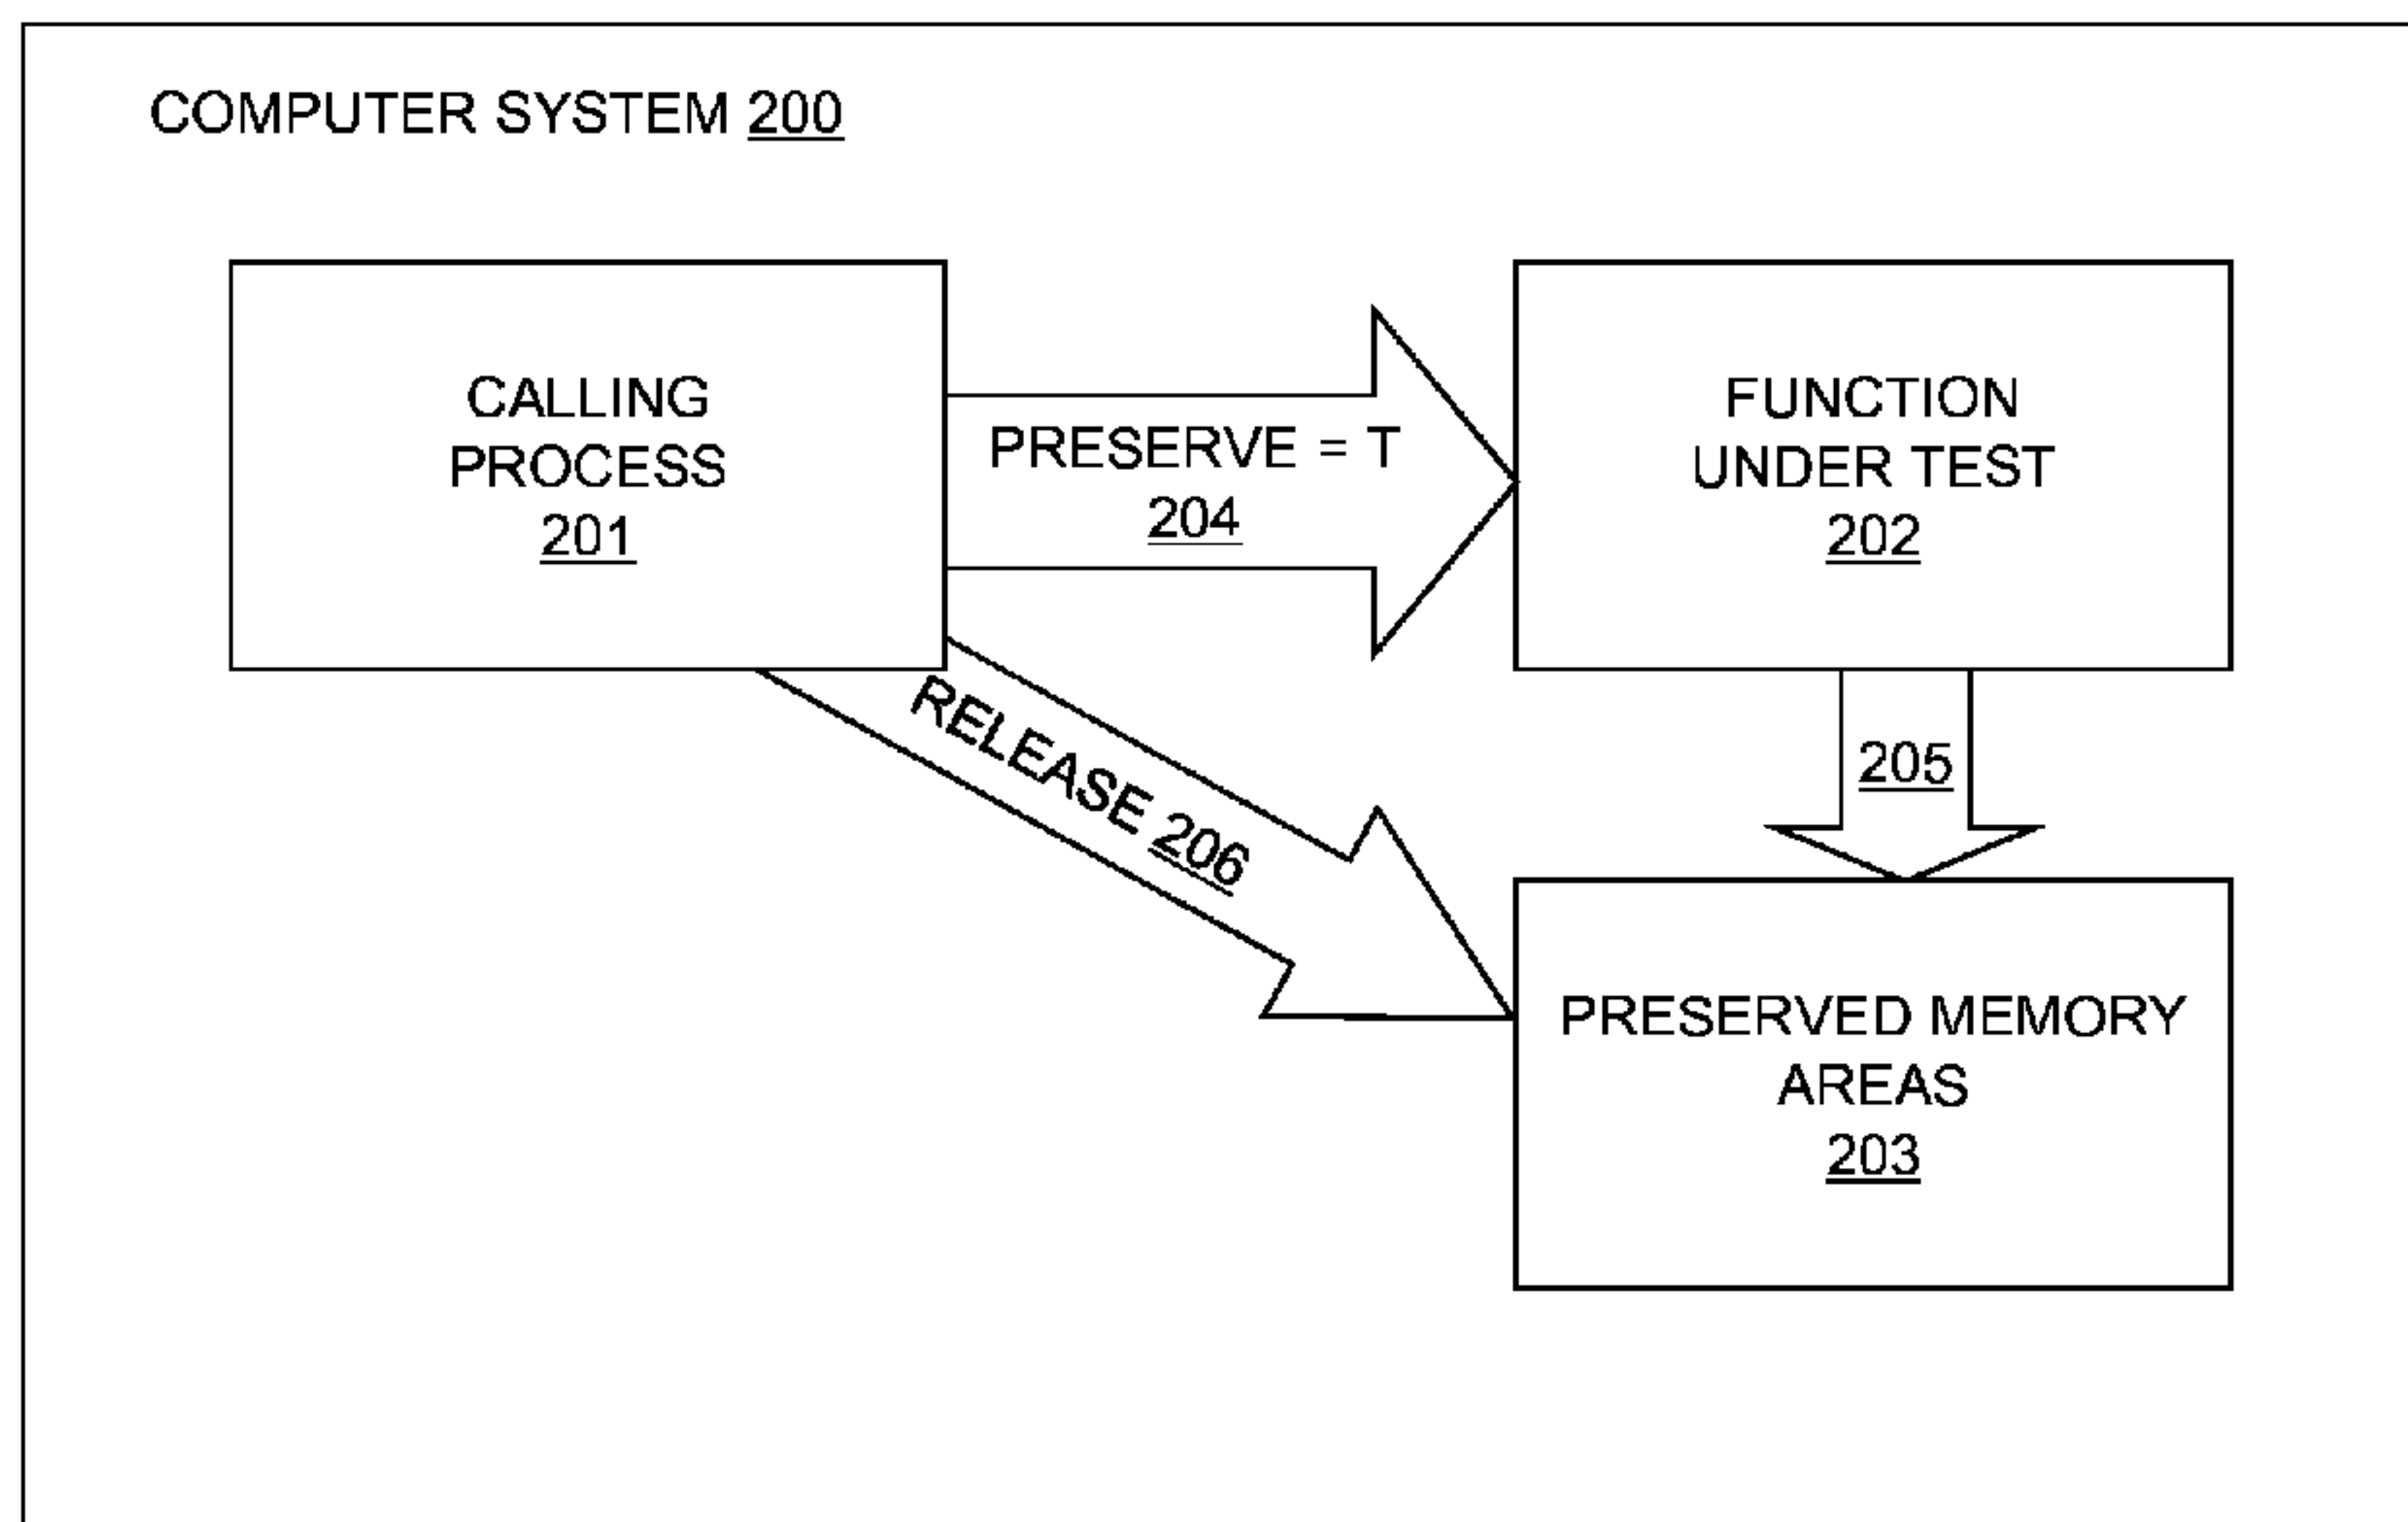 COMPUTER SYSTEM 200
CALLING
PROCESS
201
PRESERVE = T
204
FUNCTION
UNDER TEST
202
RELEASE 206
205
PRESERVED MEMORY
AREAS
203